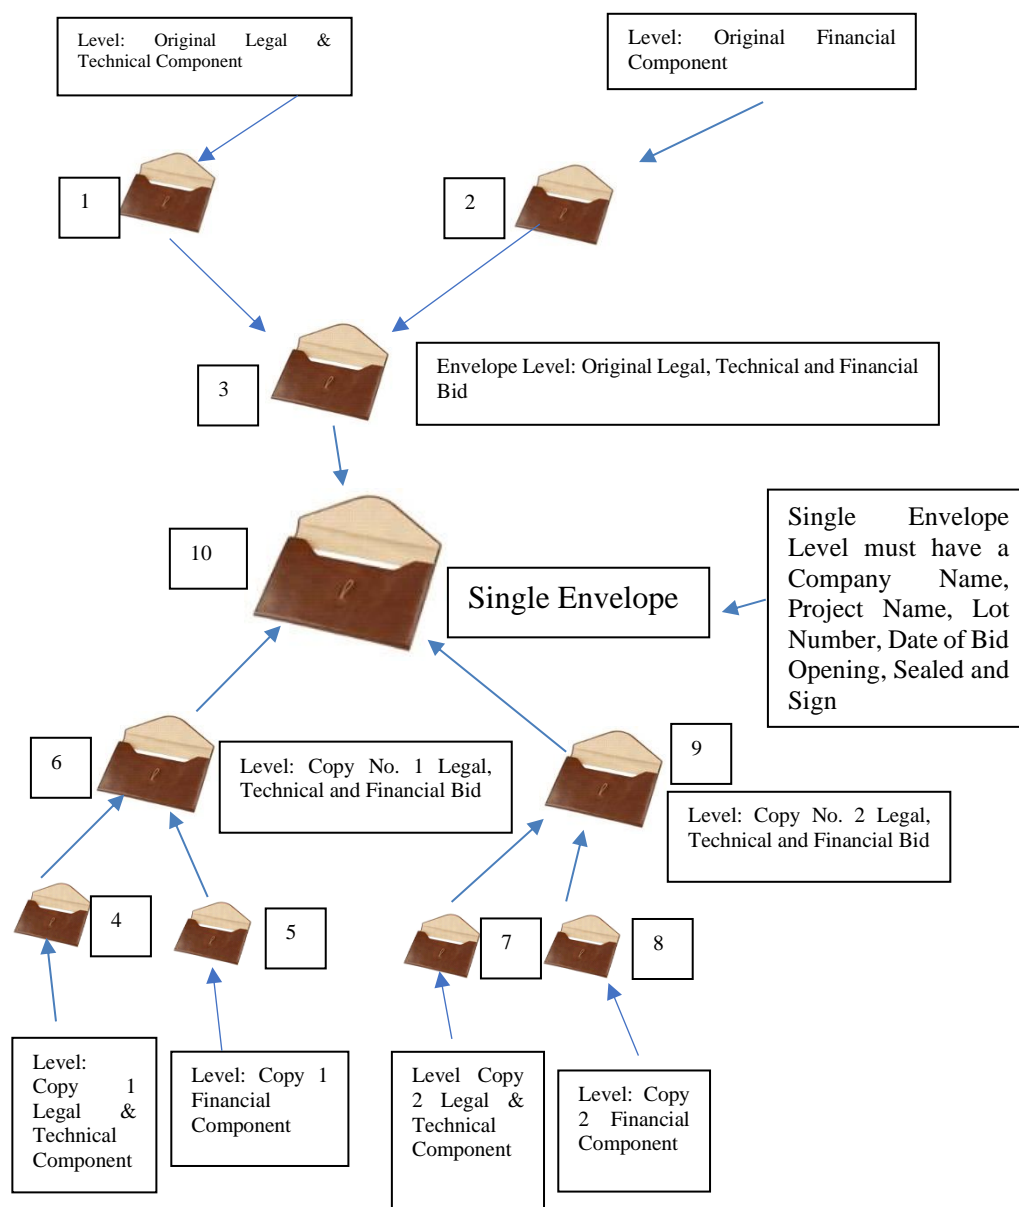 Level: Original Legal &
Technical Component
Level: Original Financial
Component
1
2
3
Envelope Level: Original Legal, Technical and Financial
Bid
10
Single Envelope
Single Envelope
Level must have a
Company Name,
Project Name, Lot
Number, Date of Bid
Opening, Sealed and
Sign
6
Level: Copy No. 1 Legal,
Technical and Financial Bid
9
Level: Copy No. 2 Legal,
Technical and Financial Bid
4
5
7
8
Level:
Copy 1
Legal &
Technical
Component
Level: Copy 1
Financial
Component
Level Copy
2 Legal &
Technical
Component
Level: Copy
2 Financial
Component